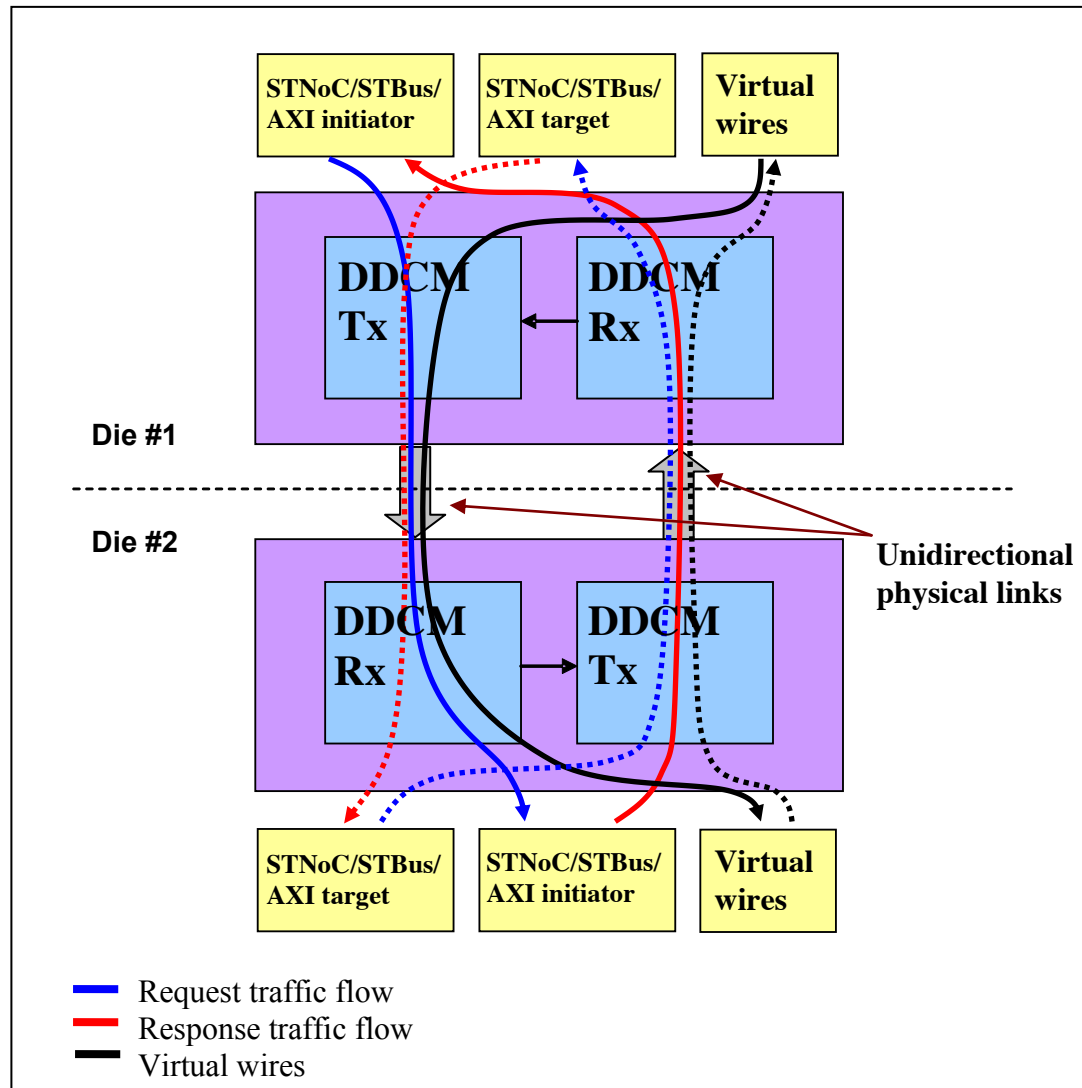 STNoC/STBus/
AXI initiator
STNoC/STBus/
AXI target
Virtual
wires
DDCM
Tx
DDCM
Rx
Die #1
Die #2
Unidirectional
physical links
DDCM
Rx
DDCM
Tx
STNoC/STBus/
AXI target
STNoC/STBus/
AXI initiator
Virtual
wires
Request traffic flow
Response traffic flow
Virtual wires